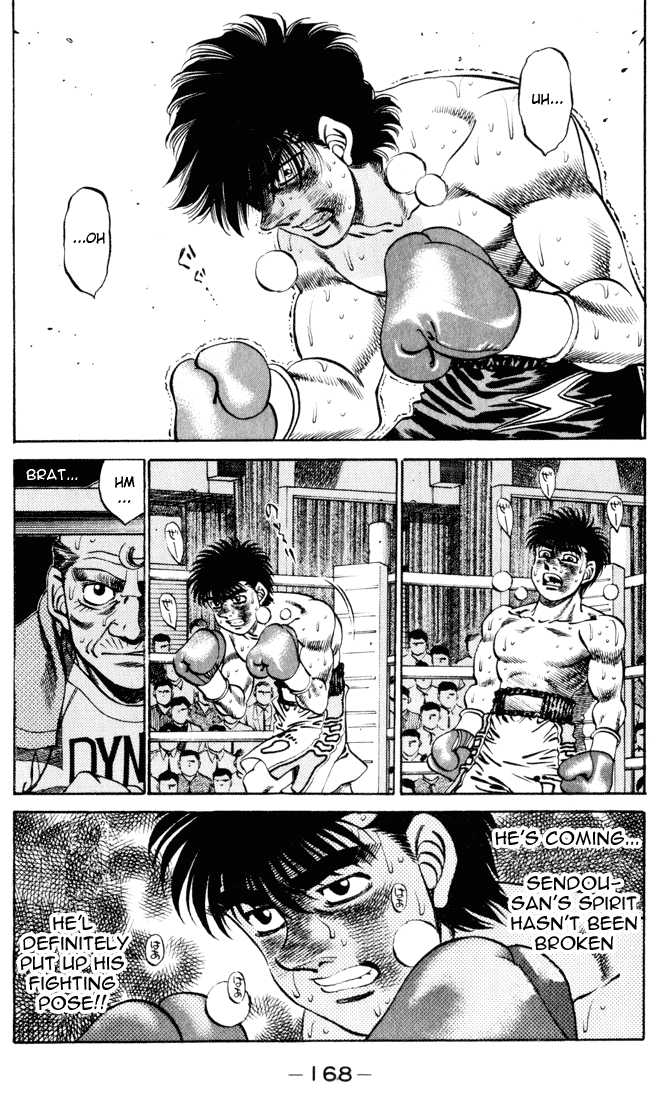 UH...
...OH
HM
...
BRAT...
DYN
HE'S COMING...
SENDOU-
SAN'S SPIRIT
HASN'T BEEN
BROKEN
HE'L
DEFINITELY
PUT UP HIS
FIGHTING
POSE!!
—168—